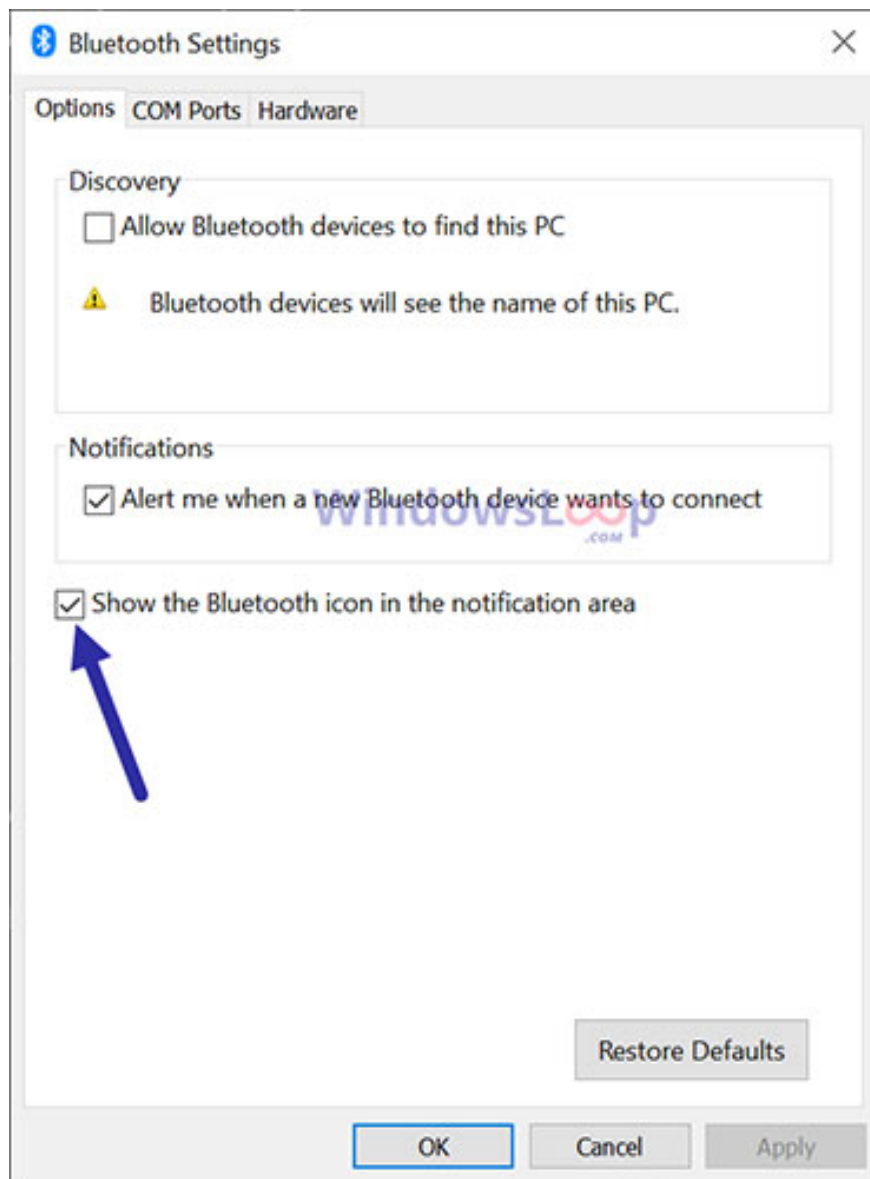 Bluetooth Settings
Options COM Ports Hardware
Discovery
Allow Bluetooth devices to find this PC
Bluetooth devices will see the name of this PC.
Notifications
Alert me when a new Bluetooth device wants to connect
WindowsLoop
.COM
Show the Bluetooth icon in the notification area
Restore Defaults
OK Cancel Apply